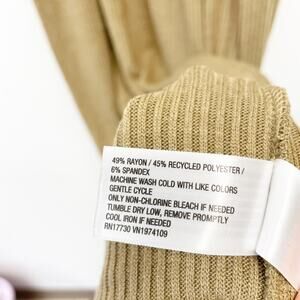 49% RAYON / 45% RECYCLED POLYESTER /
6% SPANDEX
MACHINE WASH COLD WITH LIKE COLORS
GENTLE CYCLE
ONLY NON-CHLORINE BLEACH IF NEEDED
TUMBLE DRY LOW, REMOVE PROMPTLY
COOL IRON IF NEEDED
RN17730 VN1974109